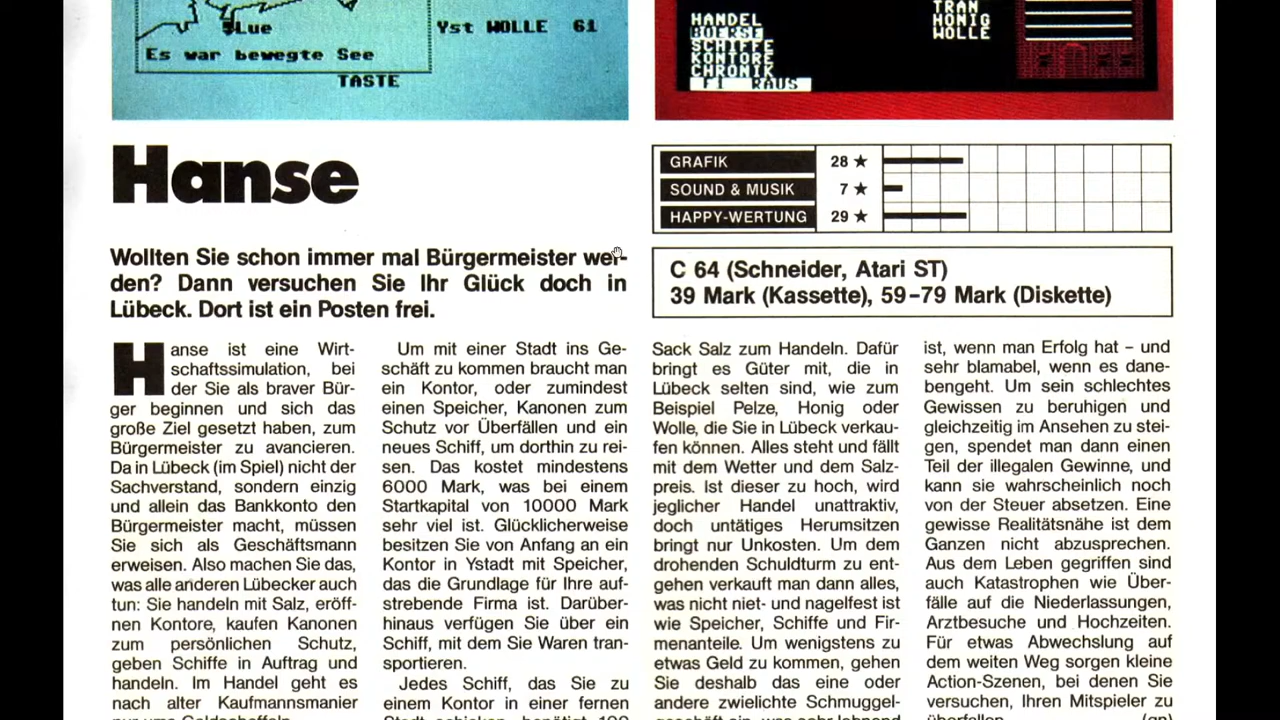 Lue
Yst WOLLE 61
Es war bewegte See
TASTE
TRAN
HANDEL
HONIG
BOERSE
WOLLE
SCHIFFE
KONTORE
CHRONIK
F1 RAUS
Hanse
GRAFIK 28 ★
SOUND & MUSIK 7 ★
HAPPY-WERTUNG 29 ★
Wollten Sie schon immer mal Bürgermeister wer-
den? Dann versuchen Sie Ihr Glück doch in
Lübeck. Dort ist ein Posten frei.
C 64 (Schneider, Atari ST)
39 Mark (Kassette), 59–79 Mark (Diskette)
Hanse ist eine Wirt-
schaftssimulation, bei
der Sie als braver Bür-
ger beginnen und sich das
große Ziel gesetzt haben, zum
Bürgermeister zu avancieren.
Da in Lübeck (im Spiel) nicht der
Sachverstand, sondern einzig
und allein das Bankkonto den
Bürgermeister macht, müssen
Sie sich als Geschäftsmann
erweisen. Also machen Sie das,
was alle anderen Lübecker auch
tun: Sie handeln mit Salz, eröff-
nen Kontore, kaufen Kanonen
zum persönlichen Schutz,
geben Schiffe in Auftrag und
handeln. Im Handel geht es
nach alter Kaufmannsmanier
Um mit einer Stadt ins Ge-
schäft zu kommen braucht man
ein Kontor, oder zumindest
einen Speicher, Kanonen zum
Schutz vor Überfällen und ein
neues Schiff, um dorthin zu rei-
sen. Das kostet mindestens
6000 Mark, was bei einem
Startkapital von 10000 Mark
sehr viel ist. Glücklicherweise
besitzen Sie von Anfang an ein
Kontor in Ystadt mit Speicher,
das die Grundlage für Ihre auf-
strebende Firma ist. Darüber-
hinaus verfügen Sie über ein
Schiff, mit dem Sie Waren tran-
sportieren.
Jedes Schiff, das Sie zu
einem Kontor in einer fernen
Sack Salz zum Handeln. Dafür
bringt es Güter mit, die in
Lübeck selten sind, wie zum
Beispiel Pelze, Honig oder
Wolle, die Sie in Lübeck verkau-
fen können. Alles steht und fällt
mit dem Wetter und dem Salz-
preis. Ist dieser zu hoch, wird
jeglicher Handel unattraktiv,
doch untätiges Herumsitzen
bringt nur Unkosten. Um dem
drohenden Schuldturm zu ent-
gehen verkauft man dann alles,
was nicht niet- und nagelfest ist
wie Speicher, Schiffe und Fir-
menanteile. Um wenigstens zu
etwas Geld zu kommen, gehen
Sie deshalb das eine oder
andere zwielichte Schmuggel-
ist, wenn man Erfolg hat – und
sehr blamabel, wenn es dane-
bengeht. Um sein schlechtes
Gewissen zu beruhigen und
gleichzeitig im Ansehen zu stei-
gen, spendet man dann einen
Teil der illegalen Gewinne, und
kann sie wahrscheinlich noch
von der Steuer absetzen. Eine
gewisse Realitätsnähe ist dem
Ganzen nicht abzusprechen.
Aus dem Leben gegriffen sind
auch Katastrophen wie Über-
fälle auf die Niederlassungen,
Arztbesuche und Hochzeiten.
Für etwas Abwechslung auf
dem weiten Weg sorgen kleine
Action-Szenen, bei denen Sie
versuchen, Ihren Mitspieler zu